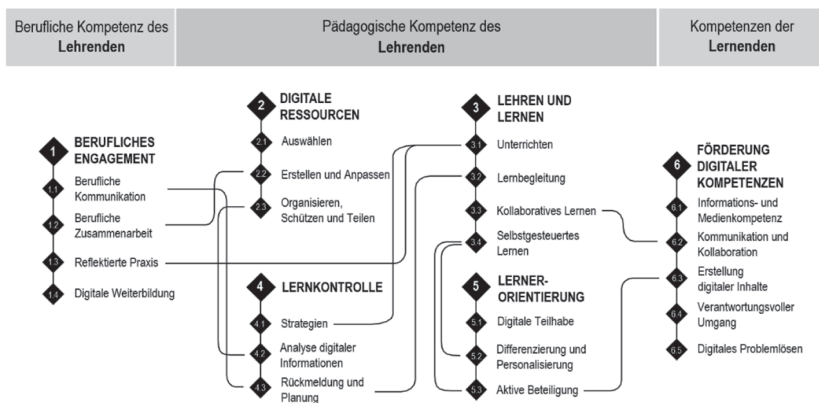 Berufliche Kompetenz des
Lehrenden
Pädagogische Kompetenz des
Lehrenden
Kompetenzen der
Lernenden
1
BERUFLICHES
ENGAGEMENT
1.1
Berufliche
Kommunikation
1.2
Berufliche
Zusammenarbeit
1.3
Reflektierte Praxis
1.4
Digitale Weiterbildung
2
DIGITALE
RESSOURCEN
2.1
Auswählen
2.2
Erstellen und Anpassen
2.3
Organisieren,
Schützen und Teilen
4
LERNKONTROLLE
4.1
Strategien
4.2
Analyse digitaler
Informationen
4.3
Rückmeldung und
Planung
3
LEHREN UND
LERNEN
3.1
Unterrichten
3.2
Lernbegleitung
3.3
Kollaboratives Lernen
3.4
Selbstgesteuertes
Lernen
5
LERNER-
ORIENTIERUNG
5.1
Digitale Teilhabe
5.2
Differenzierung und
Personalisierung
5.3
Aktive Beteiligung
6
FÖRDERUNG
DIGITALER
KOMPETENZEN
6.1
Informations- und
Medienkompetenz
6.2
Kommunikation und
Kollaboration
6.3
Erstellung
digitaler Inhalte
6.4
Verantwortungsvoller
Umgang
6.5
Digitales Problemlösen